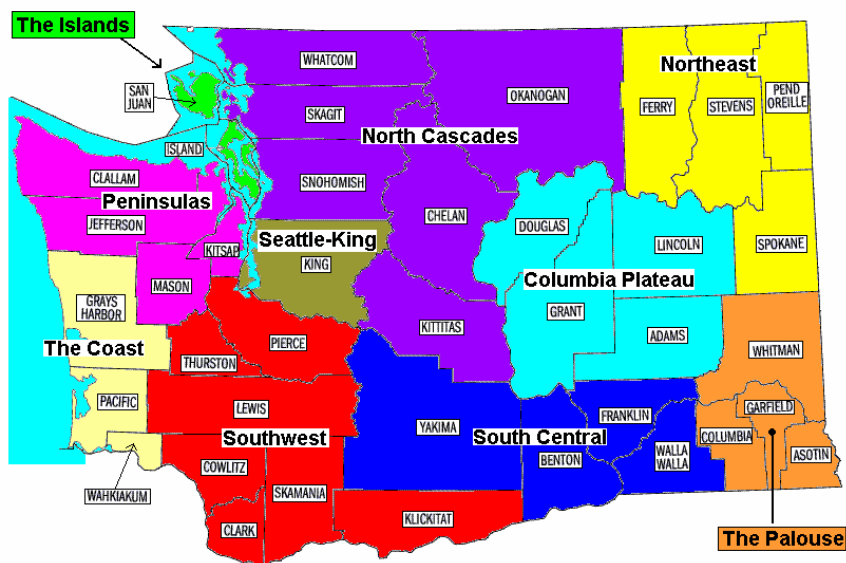 The Islands
WHATCOM
Northeast
SAN
JUAN
OKANOGAN
FERRY
STEVENS
PEND
OREILLE
SKAGIT
North Cascades
ISLAND
CLALLAM
SNOHOMISH
Peninsulas
JEFFERSON
CHELAN
DOUGLAS
LINCOLN
Seattle-King
KITSAP
SPOKANE
KING
MASON
Columbia Plateau
GRAYS
HARBOR
GRANT
KITTITAS
ADAMS
The Coast
PIERCE
THURSTON
WHITMAN
PACIFIC
LEWIS
YAKIMA
FRANKLIN
GARFIELD
Southwest
South Central
COLUMBIA
WALLA
WALLA
ASOTIN
BENTON
COWLITZ
WAHKIAKUM
SKAMANIA
KLICKITAT
CLARK
The Palouse